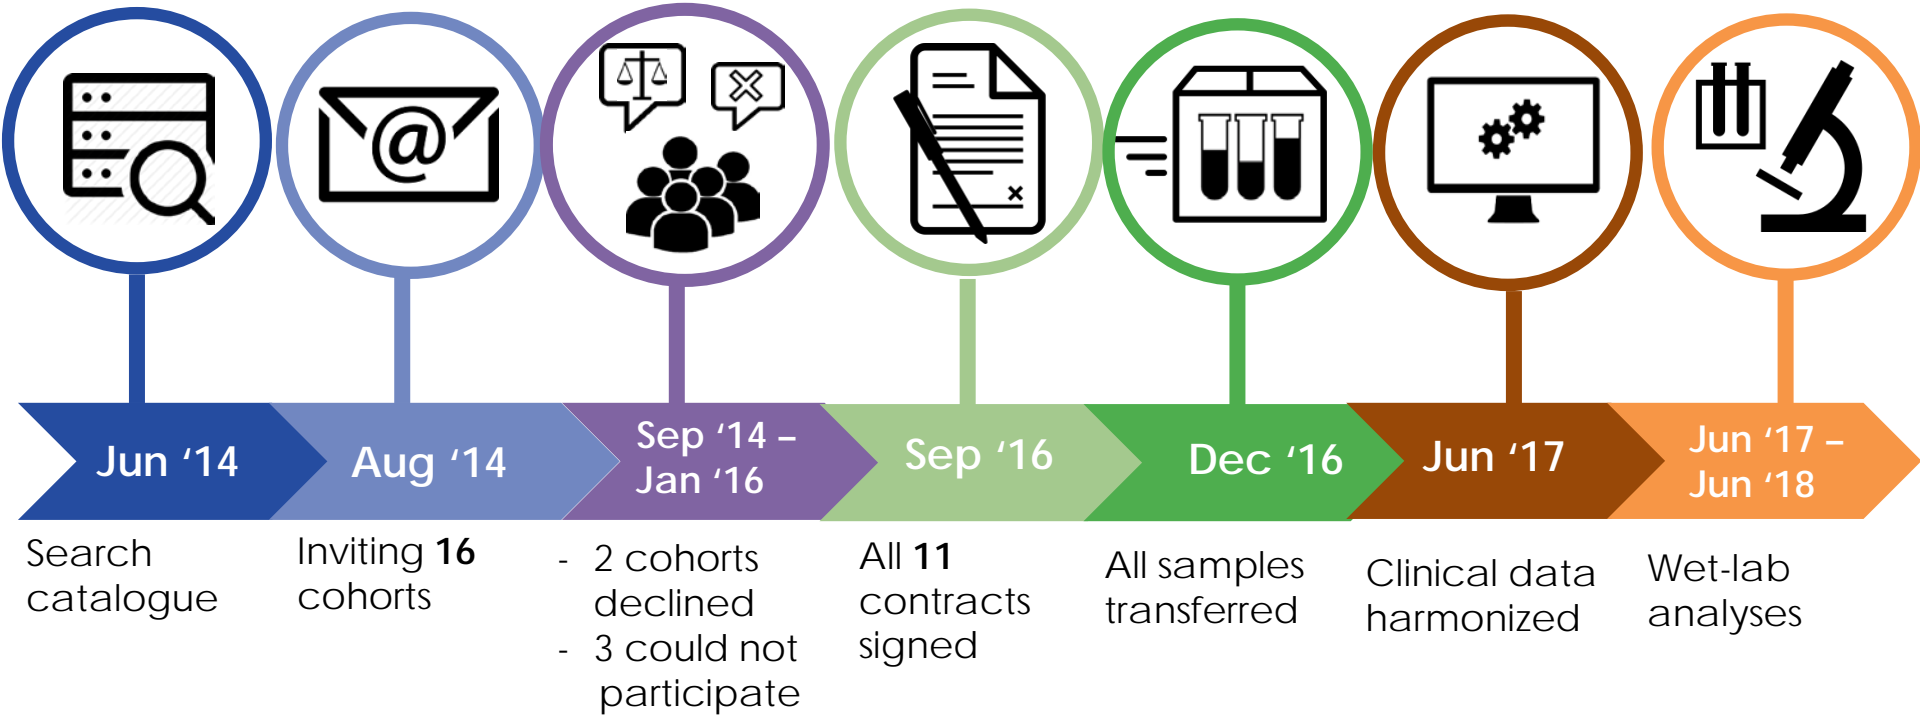 @
Jun ‘14
Aug ‘14
Sep ‘14 –
Jan ‘16
Sep ‘16
Dec ‘16
Jun ‘17
Jun ‘17 –
Jun ‘18
Search
catalogue
Inviting 16
cohorts
- 2 cohorts
declined
- 3 could not
participate
All 11
contracts
signed
All samples
transferred
Clinical data
harmonized
Wet-lab
analyses